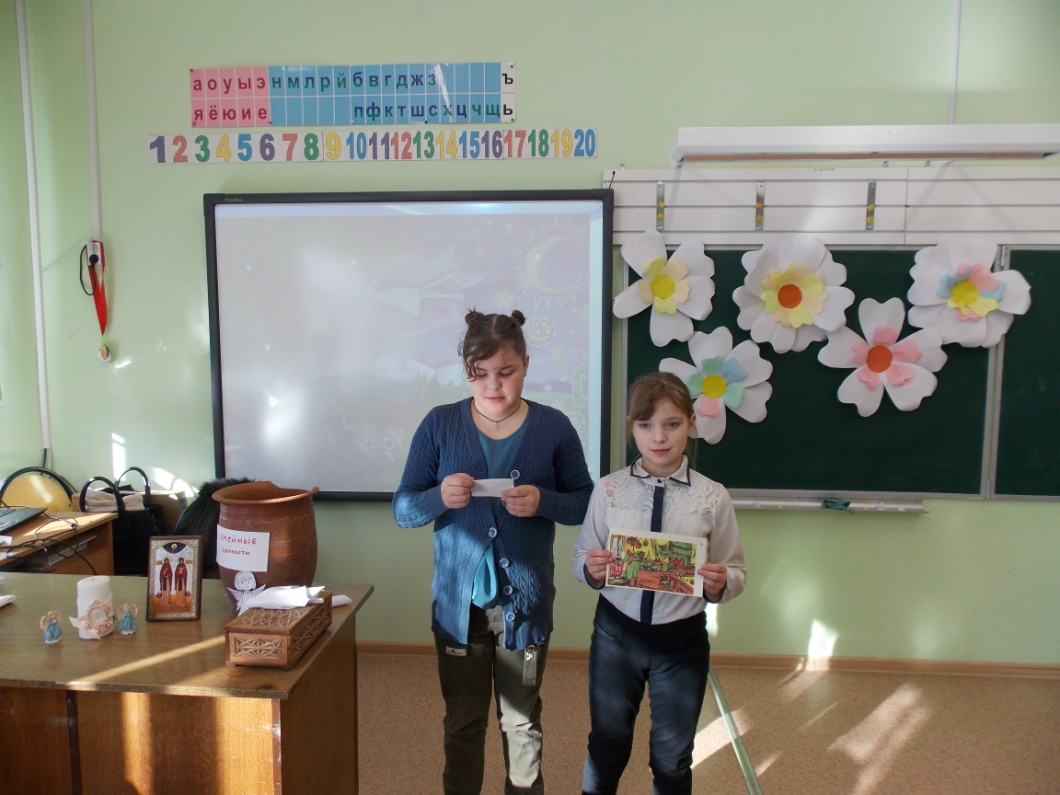 а о у ы э н м л р й б в г д ж з ъ
я ё ю и е п ф к т ш с х ц ч щ ь
1 2 3 4 5 6 7 8 9 10 11 12 13 14 15 16 17 18 19 20
СЕМЕЙНЫЕ
ЦЕННОСТИ